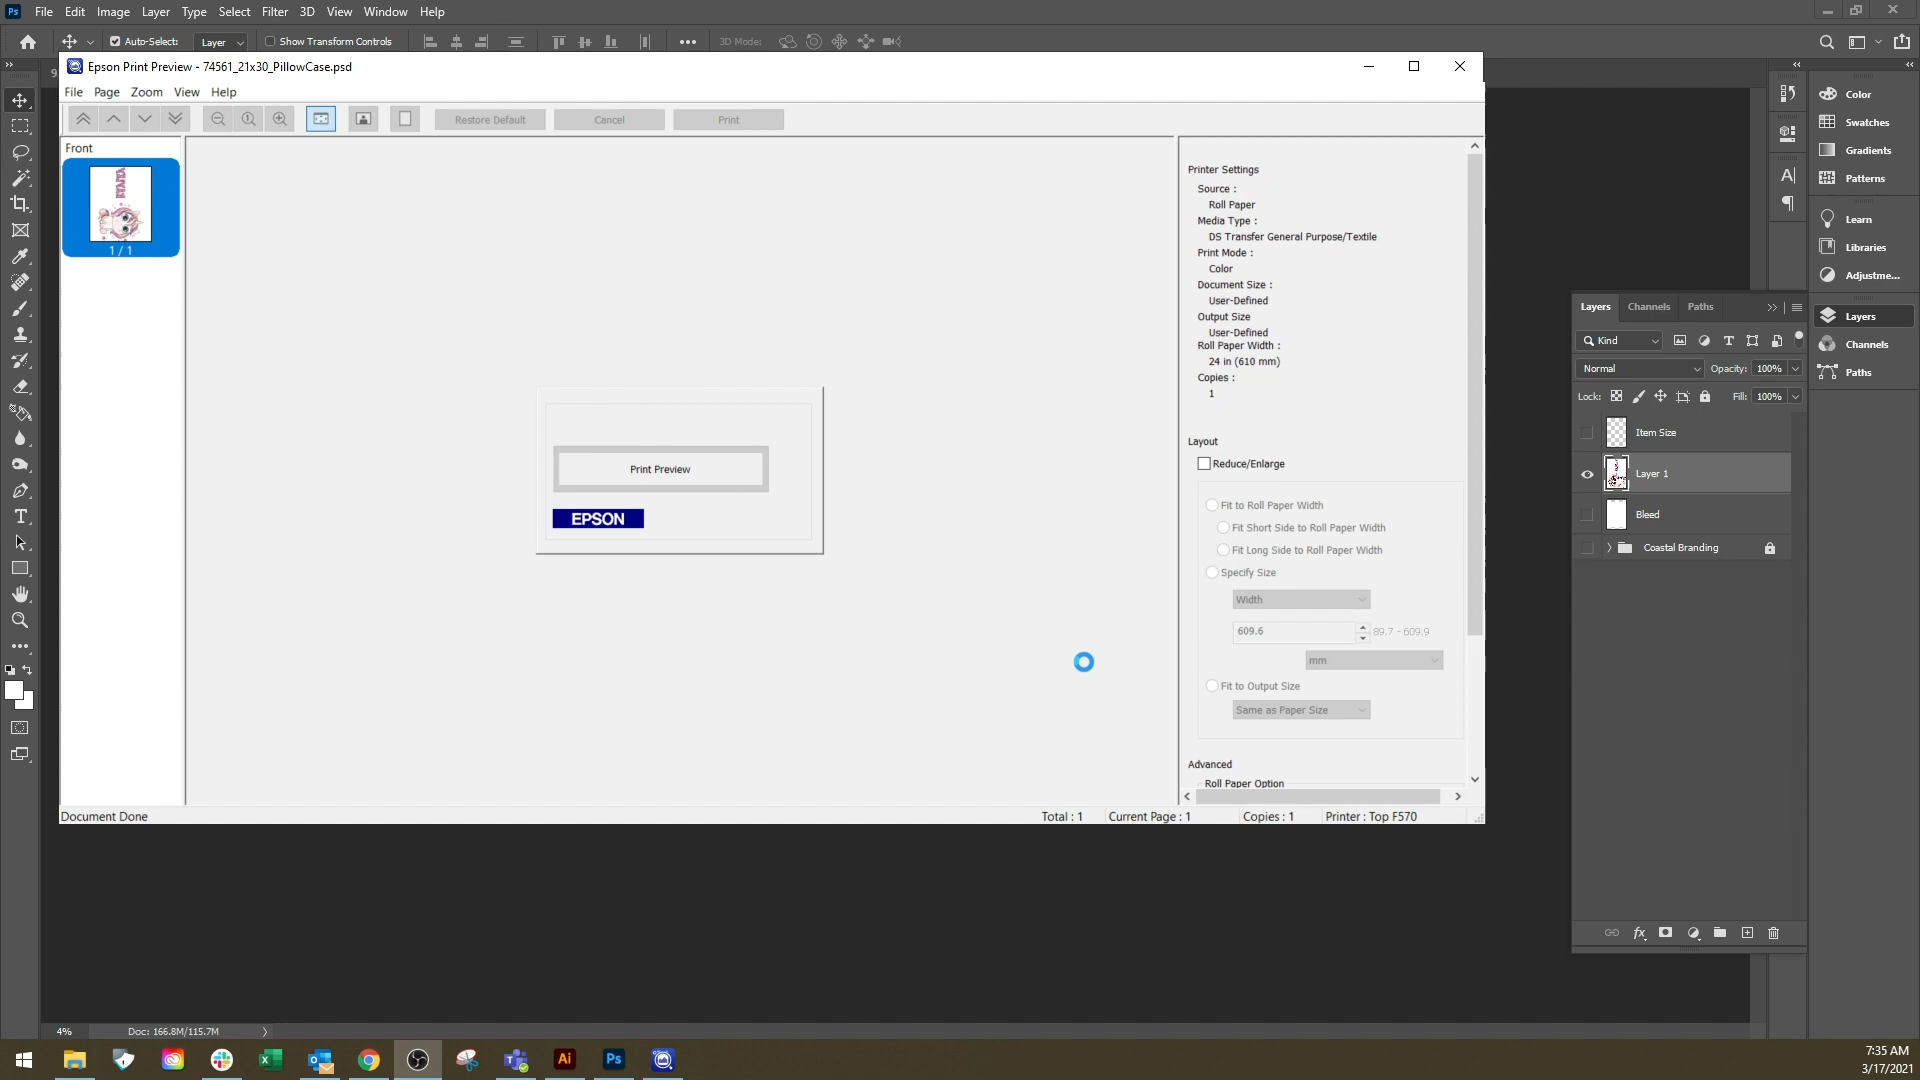 Ps File Edit Image Layer Type Select Filter 3D View Window Help
Auto-Select: Layer Show Transform Controls 3D Mode:
Epson Print Preview - 74561_21x30_PillowCase.psd
File Page Zoom View Help
Restore Default Cancel Print
Front
1 / 1
Print Preview
EPSON
Printer Settings
Source :
Roll Paper
Media Type :
DS Transfer General Purpose/Textile
Print Mode :
Color
Document Size :
User-Defined
Output Size
User-Defined
Roll Paper Width :
24 in (610 mm)
Copies :
1
Layout
Reduce/Enlarge
Fit to Roll Paper Width
Fit Short Side to Roll Paper Width
Fit Long Side to Roll Paper Width
Specify Size
Width
609.6 89.7 - 609.9
mm
Fit to Output Size
Same as Paper Size
Advanced
Roll Paper Option
Document Done Total : 1 Current Page : 1 Copies : 1 Printer : Top F570
Color
Swatches
Gradients
Patterns
Learn
Libraries
Adjustme...
Layers
Channels
Paths
Layers Channels Paths
Kind
Normal Opacity: 100%
Lock: Fill: 100%
Item Size
Layer 1
Bleed
Coastal Branding
4% Doc: 166.8M/115.7M
Ai Ps
7:35 AM
3/17/2021